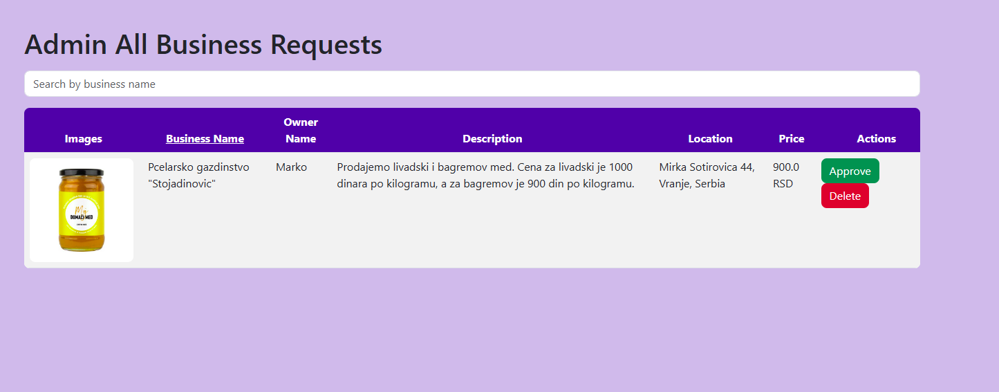 Admin All Business Requests
Search by business name
Images
Business Name
Owner
Name
Description
Location
Price
Actions
Pcelarsko gazdinstvo
"Stojadinovic"
Marko
Prodajemo livadski i bagremov med. Cena za livadski je 1000
dinara po kilogramu, a za bagremov je 900 din po kilogramu.
Mirka Sotirovica 44,
Vranje, Serbia
900.0
RSD
Approve
Delete
DOMAĆI MED